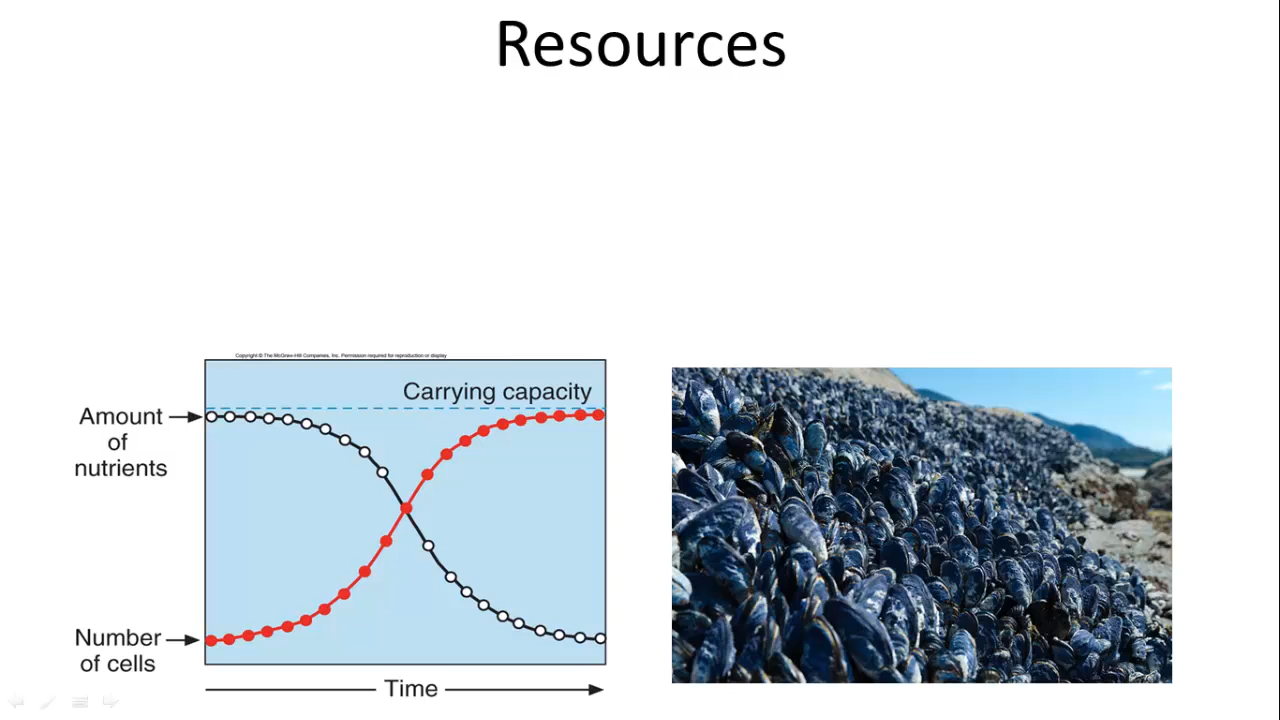 Resources
Copyright © The McGraw-Hill Companies, Inc. Permission required for reproduction or display
Carrying capacity
Amount
of
nutrients
Number
of cells
Time